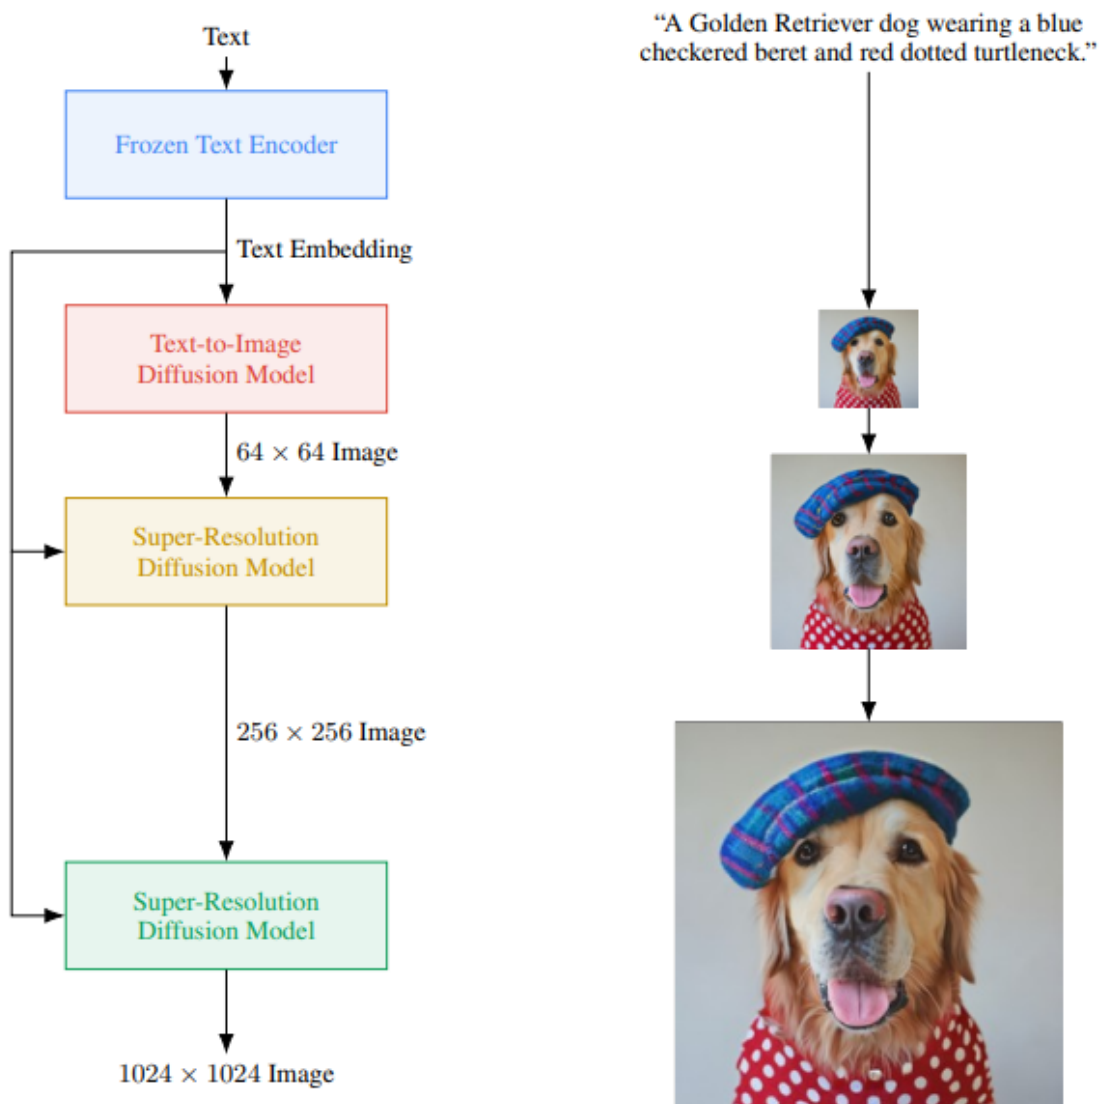 Text
Frozen Text Encoder
Text Embedding
Text-to-Image
Diffusion Model
64 × 64 Image
Super-Resolution
Diffusion Model
256 × 256 Image
Super-Resolution
Diffusion Model
1024 × 1024 Image
“A Golden Retriever dog wearing a blue
checkered beret and red dotted turtleneck.”